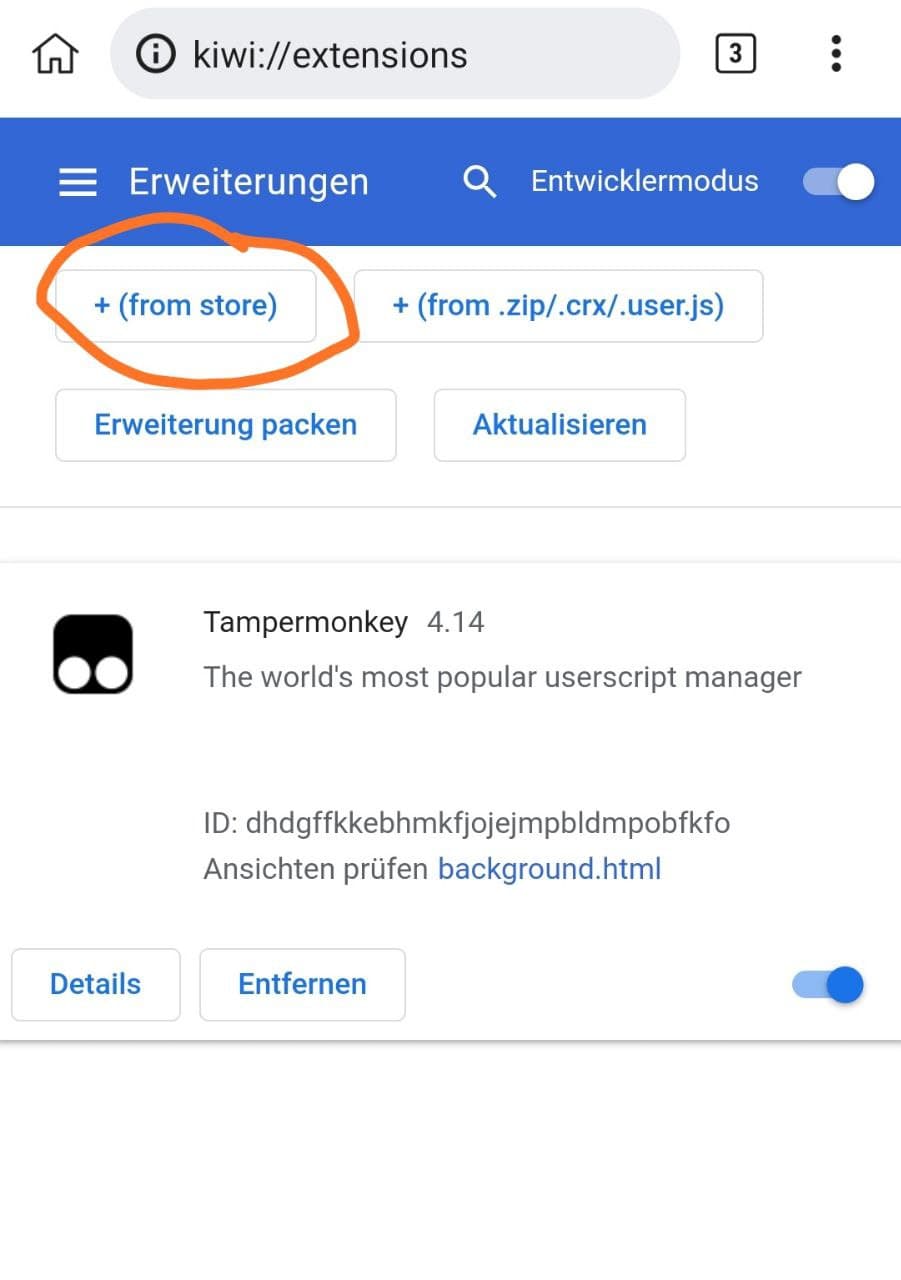 kiwi://extensions
3
Erweiterungen
Entwicklermodus
+ (from store)
+ (from .zip/.crx/.user.js)
Erweiterung packen
Aktualisieren
Tampermonkey 4.14
The world's most popular userscript manager
ID: dhdgffkkebhmkfjojejmpbldmpobfkfo
Ansichten prüfen background.html
Details
Entfernen